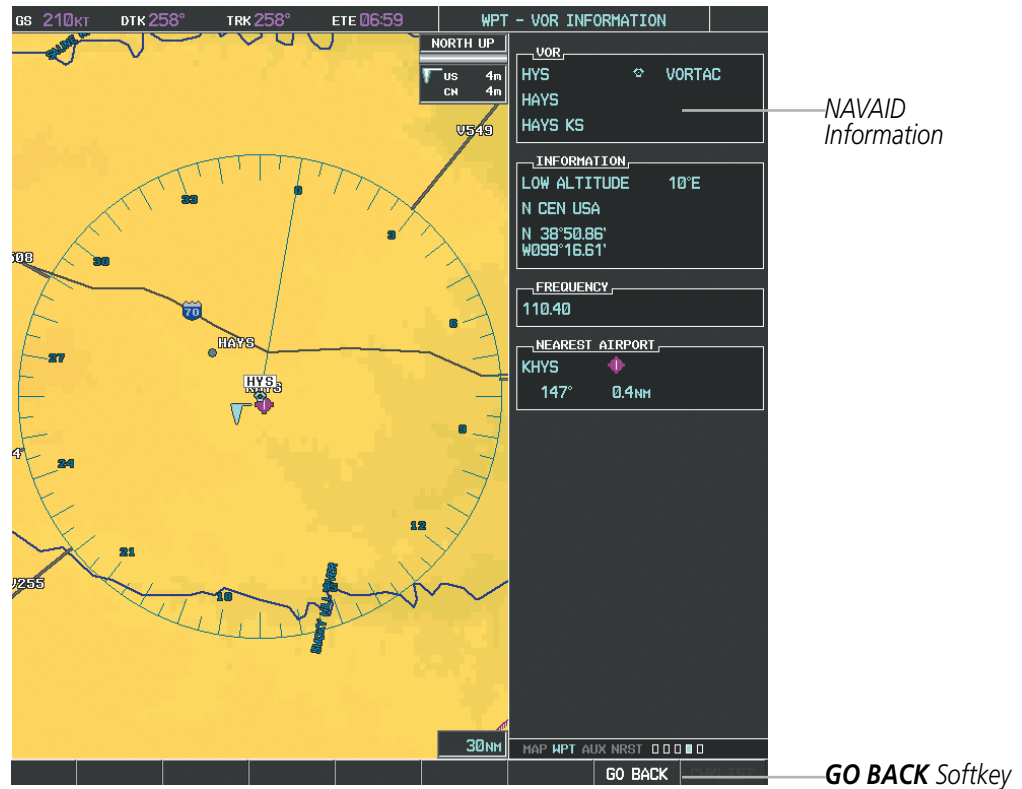 GS 210KT DTK 258° TRK 258° ETE 06:59 WPT - VOR INFORMATION
NORTH UP
US 4m
CN 4m
V549
VOR
HYS VORTAC
HAYS
HAYS KS
NAVAID
Information
INFORMATION
LOW ALTITUDE 10°E
N CEN USA
N 38°50.86'
W099°16.61'
FREQUENCY
110.40
NEAREST AIRPORT
KHYS
147° 0.4NM
33
0
3
30
70
6
HAYS
27
HYS
9
24
12
21
V255
18
SMOKY HILL RIVER
30NM
MAP WPT AUX NRST
GO BACK
GO BACK Softkey